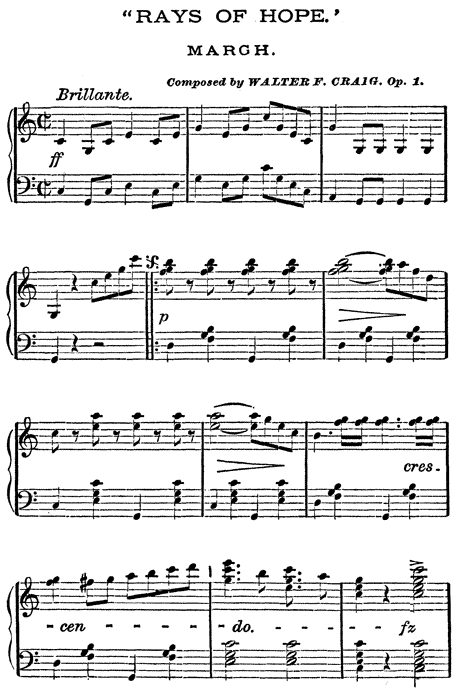 "RAYS OF HOPE.'
MARCH.
Composed by WALTER F. CRAIG. Op. 1.
Brillante.
ff
p
cres-
-cen- - - - - - - do. - - - - fz